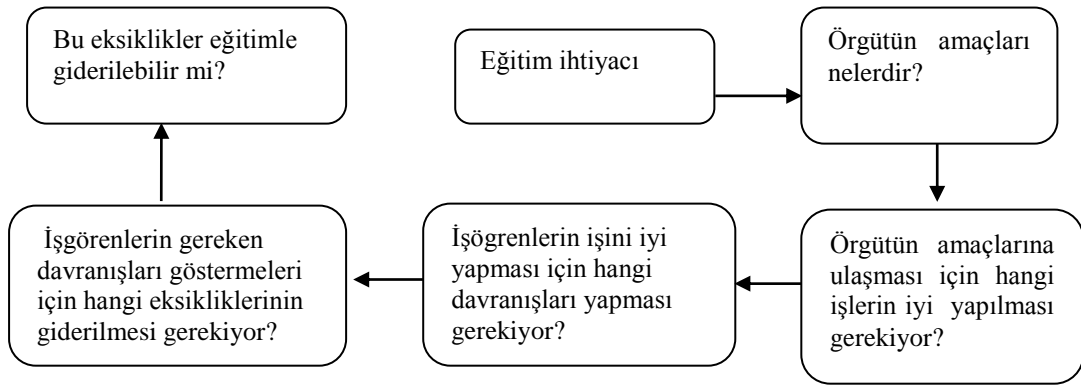 Bu eksiklikler eğitimle
giderilebilir mi?
Eğitim ihtiyacı
Örgütün amaçları
nelerdir?
İşgörenlerin gereken
davranışları göstermeleri
için hangi eksikliklerinin
giderilmesi gerekiyor?
İşögrenlerin işini iyi
yapması için hangi
davranışları yapması
gerekiyor?
Örgütün amaçlarına
ulaşması için hangi
işlerin iyi yapılması
gerekiyor?